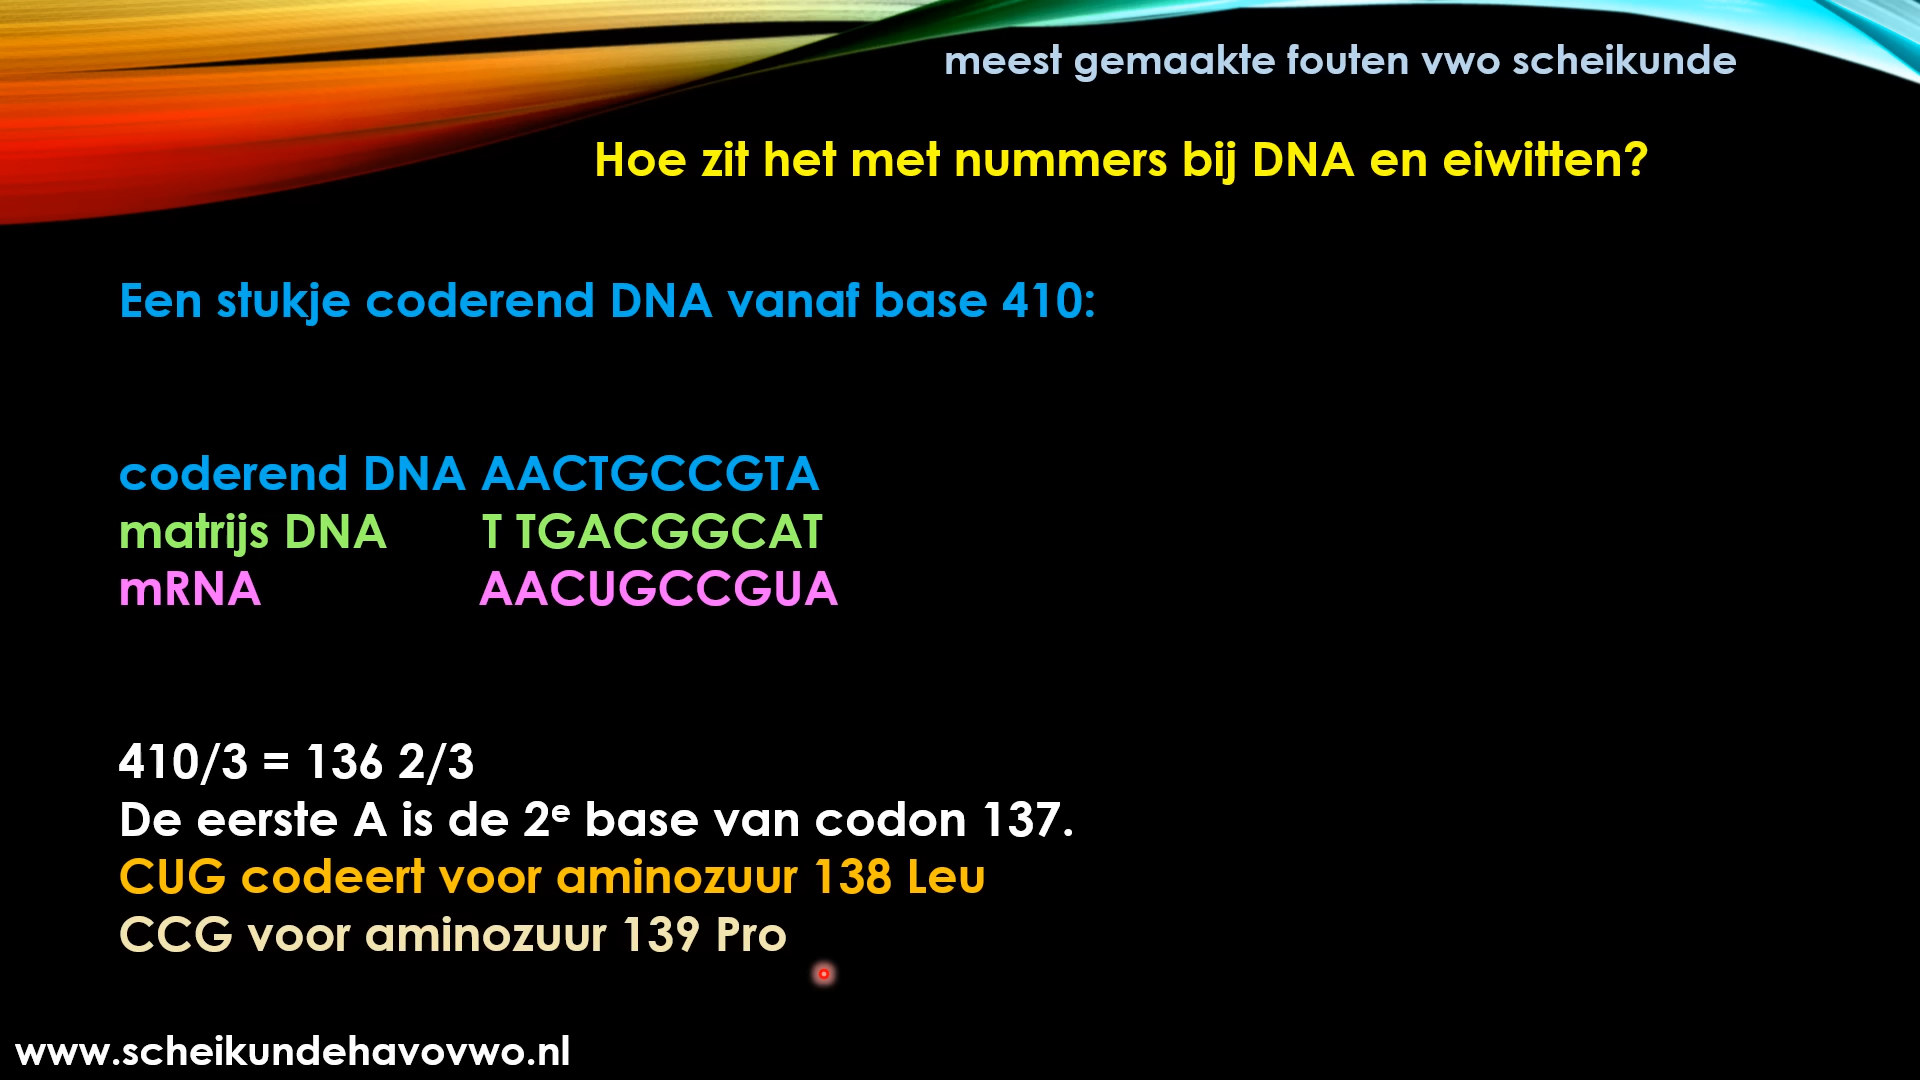 meest gemaakte fouten vwo scheikunde
Hoe zit het met nummers bij DNA en eiwitten?
Een stukje coderend DNA vanaf base 410:
coderend DNA AACTGCCGTA
matrijs DNA T TGACGGCAT
mRNA AACUGCCGUA
410/3 = 136 2/3
De eerste A is de 2e base van codon 137.
CUG codeert voor aminozuur 138 Leu
CCG voor aminozuur 139 Pro
www.scheikundehavovwo.nl